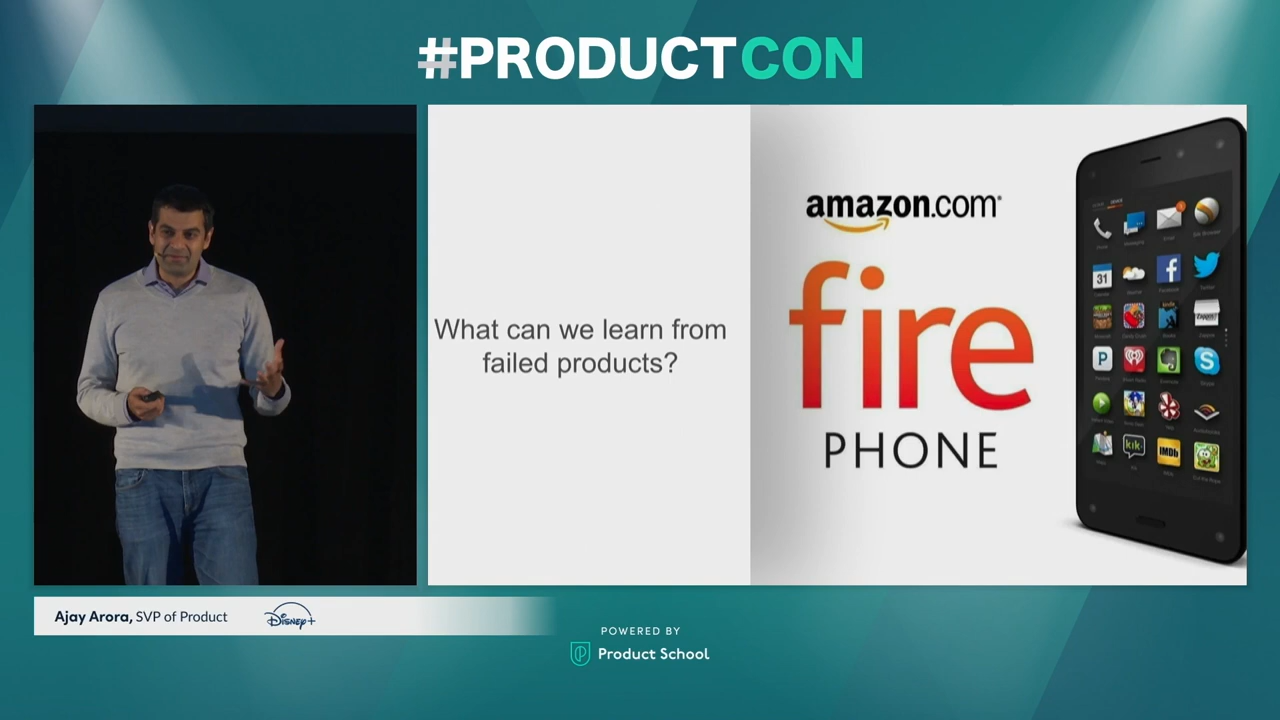 #PRODUCTCON
What can we learn from
failed products?
amazon.com
fire
PHONE
31
Ajay Arora, SVP of Product
Disney+
POWERED BY
Product School